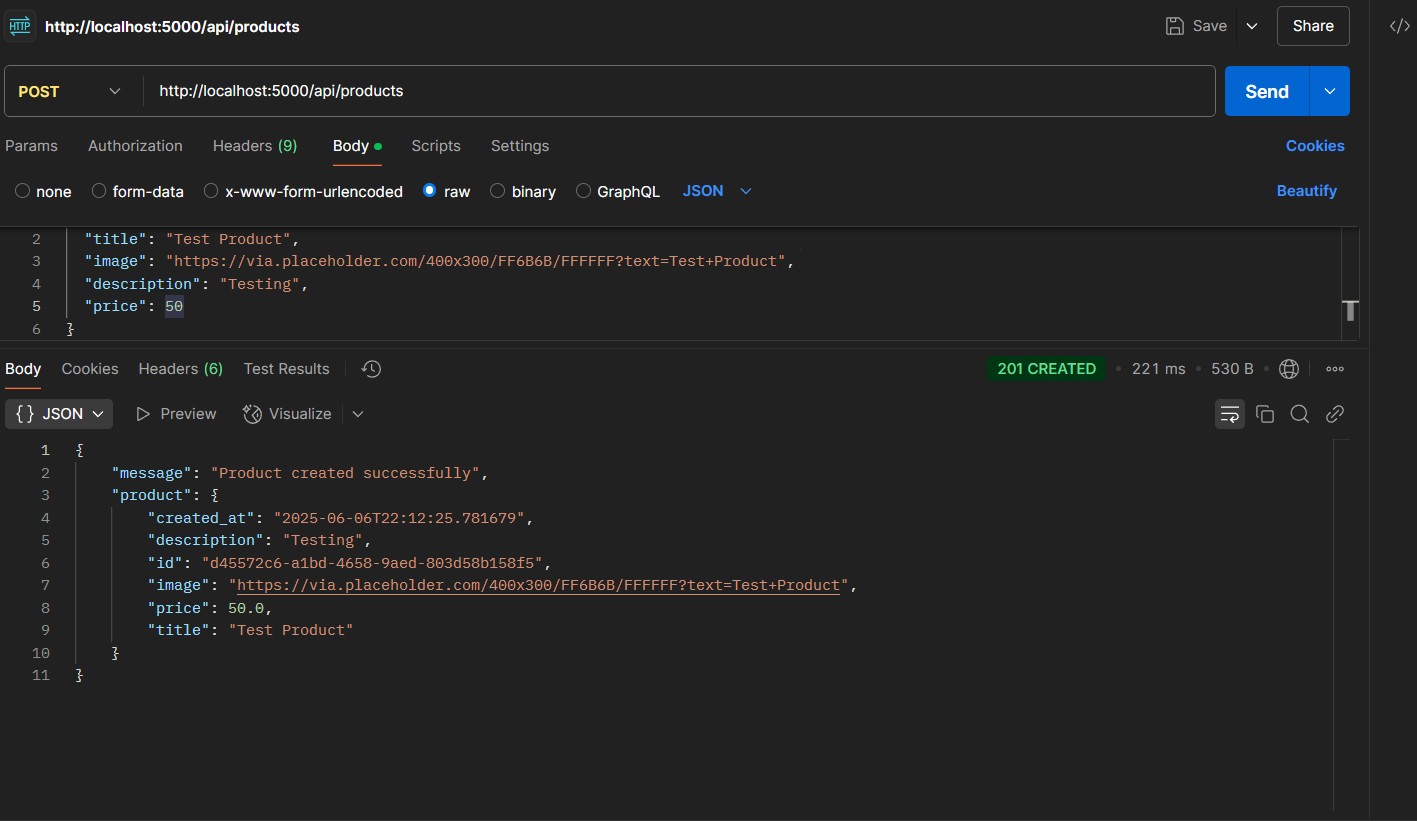 HTTP http://localhost:5000/api/products Save Share </>
POST http://localhost:5000/api/products Send
Params Authorization Headers (9) Body Scripts Settings Cookies
none form-data x-www-form-urlencoded raw binary GraphQL JSON Beautify
2 "title": "Test Product",
3 "image": "https://via.placeholder.com/400x300/FF6B6B/FFFFFF?text=Test+Product",
4 "description": "Testing",
5 "price": 50
6 }
Body Cookies Headers (6) Test Results 201 CREATED 221 ms 530 B
{} JSON Preview Visualize
1 {
2 "message": "Product created successfully",
3 "product": {
4 "created_at": "2025-06-06T22:12:25.781679",
5 "description": "Testing",
6 "id": "d45572c6-a1bd-4658-9aed-803d58b158f5",
7 "image": "https://via.placeholder.com/400x300/FF6B6B/FFFFFF?text=Test+Product",
8 "price": 50.0,
9 "title": "Test Product"
10 }
11 }